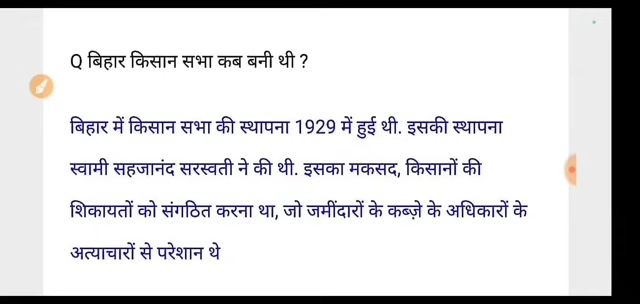 Q बिहार किसान सभा कब बनी थी ?
बिहार में किसान सभा की स्थापना 1929 में हुई थी. इसकी स्थापना
स्वामी सहजानंद सरस्वती ने की थी. इसका मकसद, किसानों की
शिकायतों को संगठित करना था, जो जमींदारों के कब्ज़े के अधिकारों के
अत्याचारों से परेशान थे